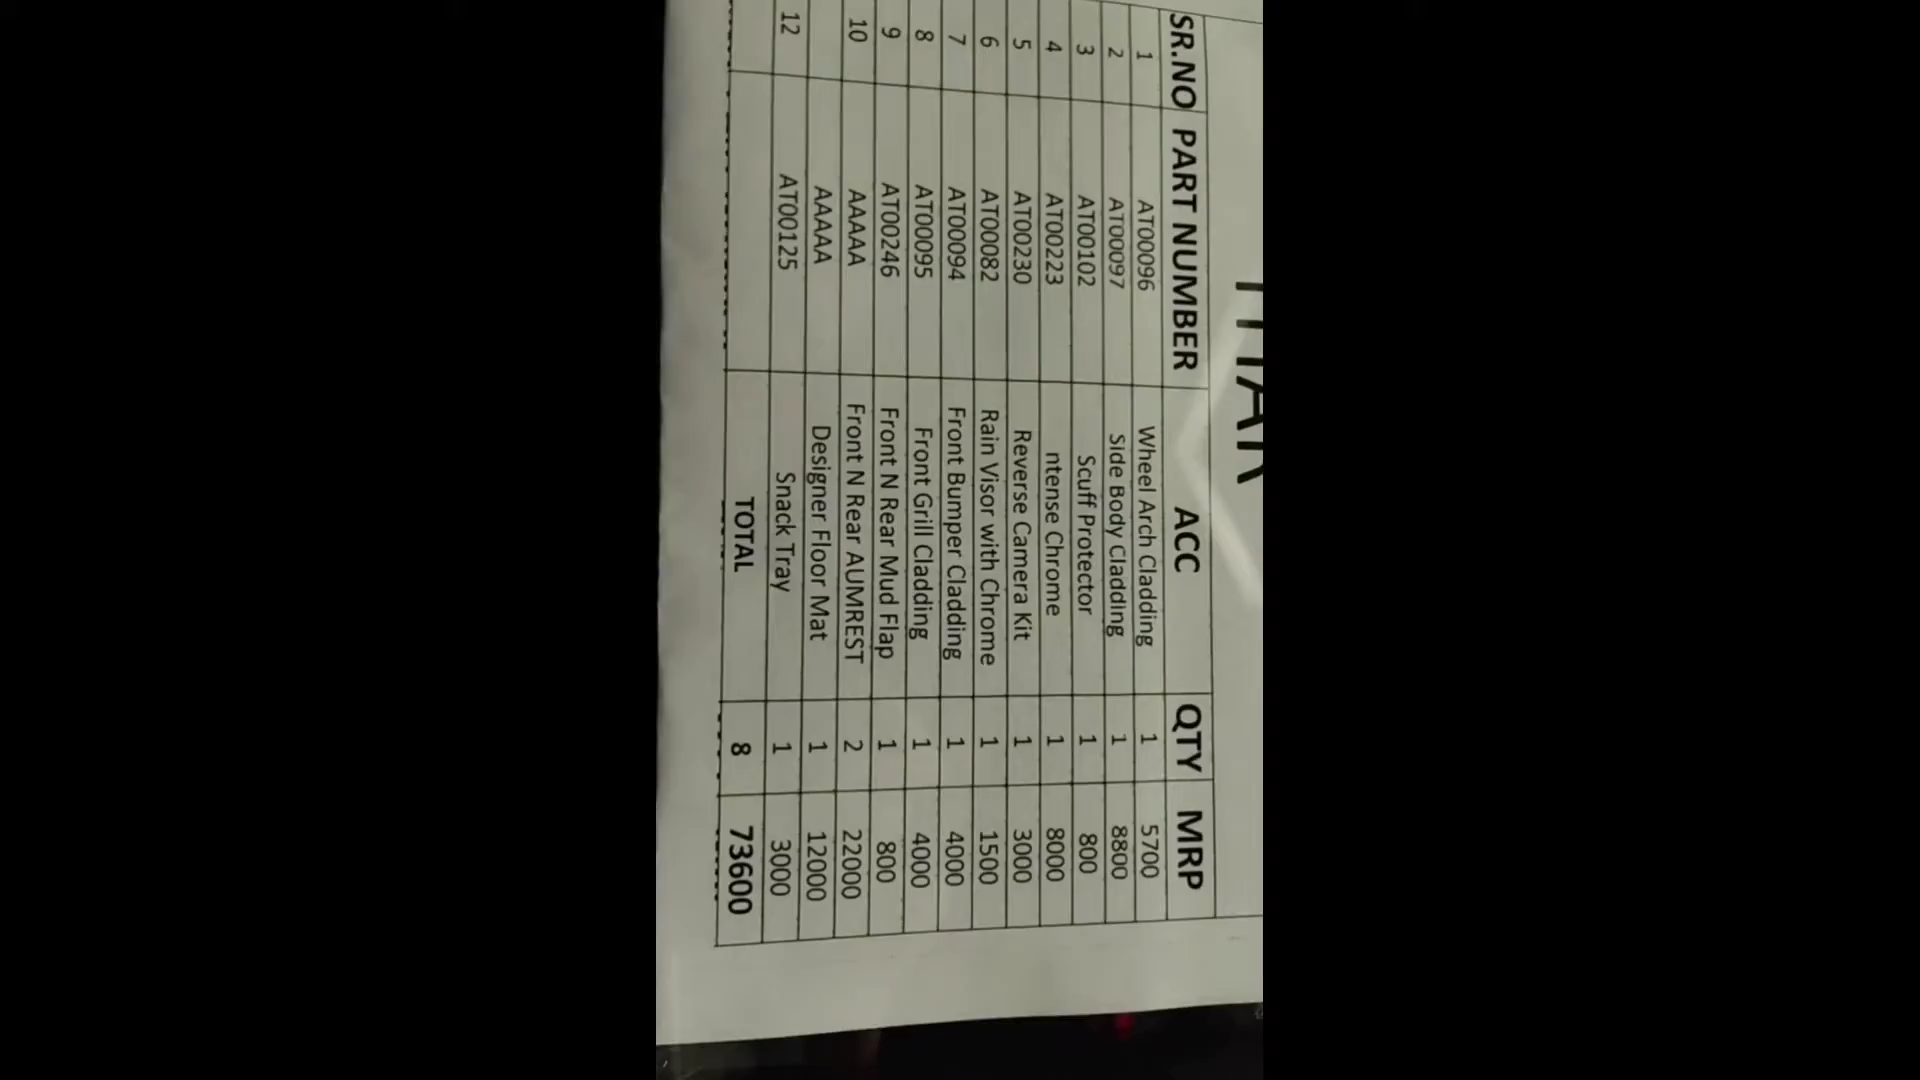 SR.NO PART NUMBER ACC QTY MRP
1 AT00096 Wheel Arch Cladding 1 5700
2 AT00097 Side Body Cladding 1 8800
3 AT00102 Scuff Protector 1 800
4 AT00223 ntense Chrome 1 8000
5 AT00230 Reverse Camera Kit 1 3000
6 AT00082 Rain Visor with Chrome 1 1500
7 AT00094 Front Bumper Cladding 1 4000
8 AT00095 Front Grill Cladding 1 4000
9 AT00246 Front N Rear Mud Flap 1 800
10 AAAAA Front N Rear AUMREST 2 22000
AAAAA Designer Floor Mat 1 12000
12 AT00125 Snack Tray 1 3000
TOTAL 8 73600